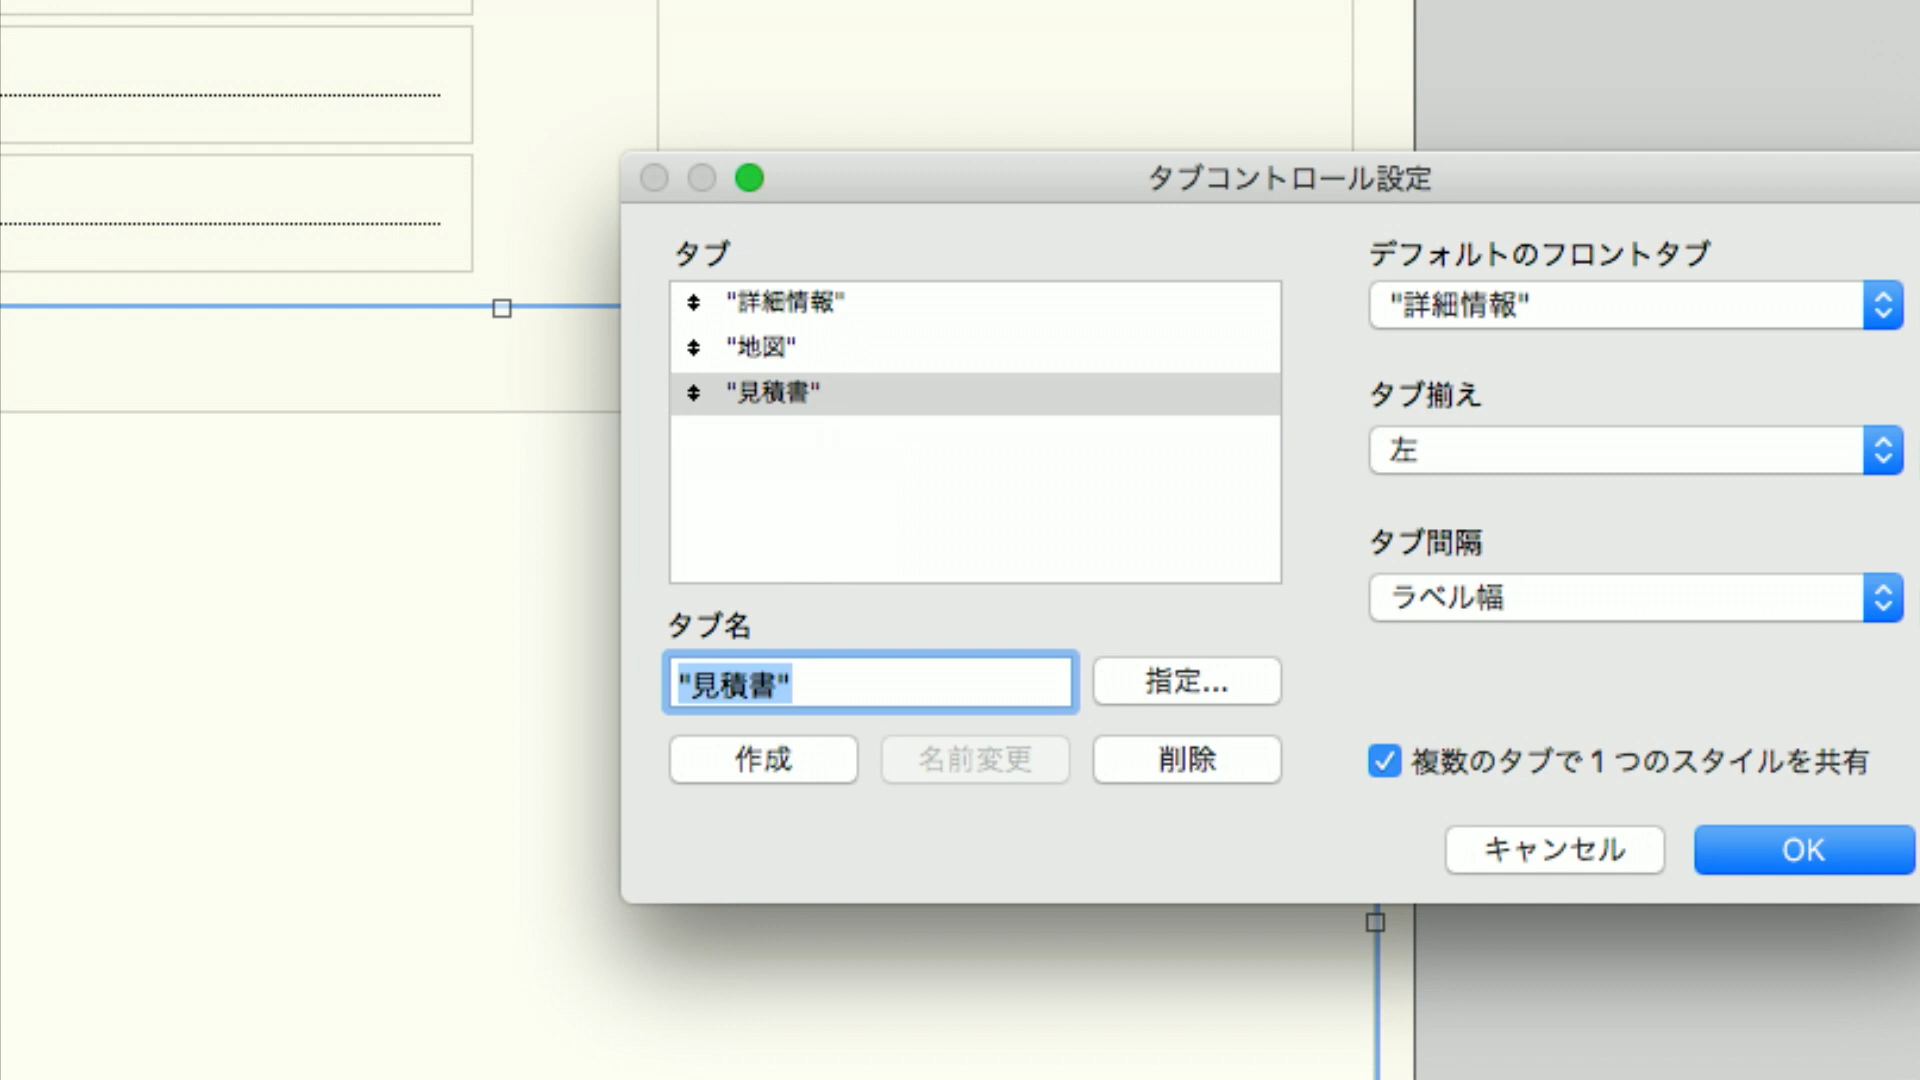 タブコントロール設定
タブ
"詳細情報"
"地図"
"見積書"
タブ名
"見積書"
指定...
作成
名前変更
削除
デフォルトのフロントタブ
"詳細情報"
タブ揃え
左
タブ間隔
ラベル幅
複数のタブで1つのスタイルを共有
キャンセル
OK